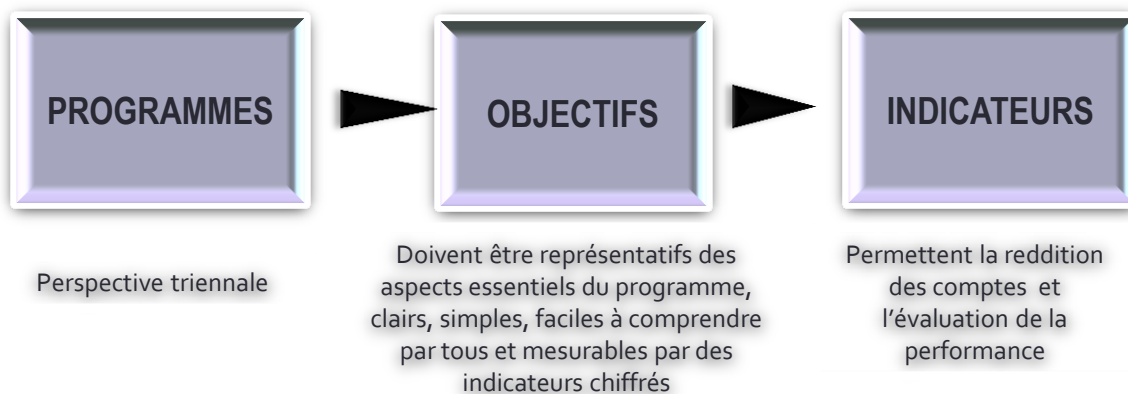 PROGRAMMES
OBJECTIFS
INDICATEURS
Perspective triennale
Doivent être représentatifs des
aspects essentiels du programme,
clairs, simples, faciles à comprendre
par tous et mesurables par des
indicateurs chiffrés
Permettent la reddition
des comptes et
l'évaluation de la
performance